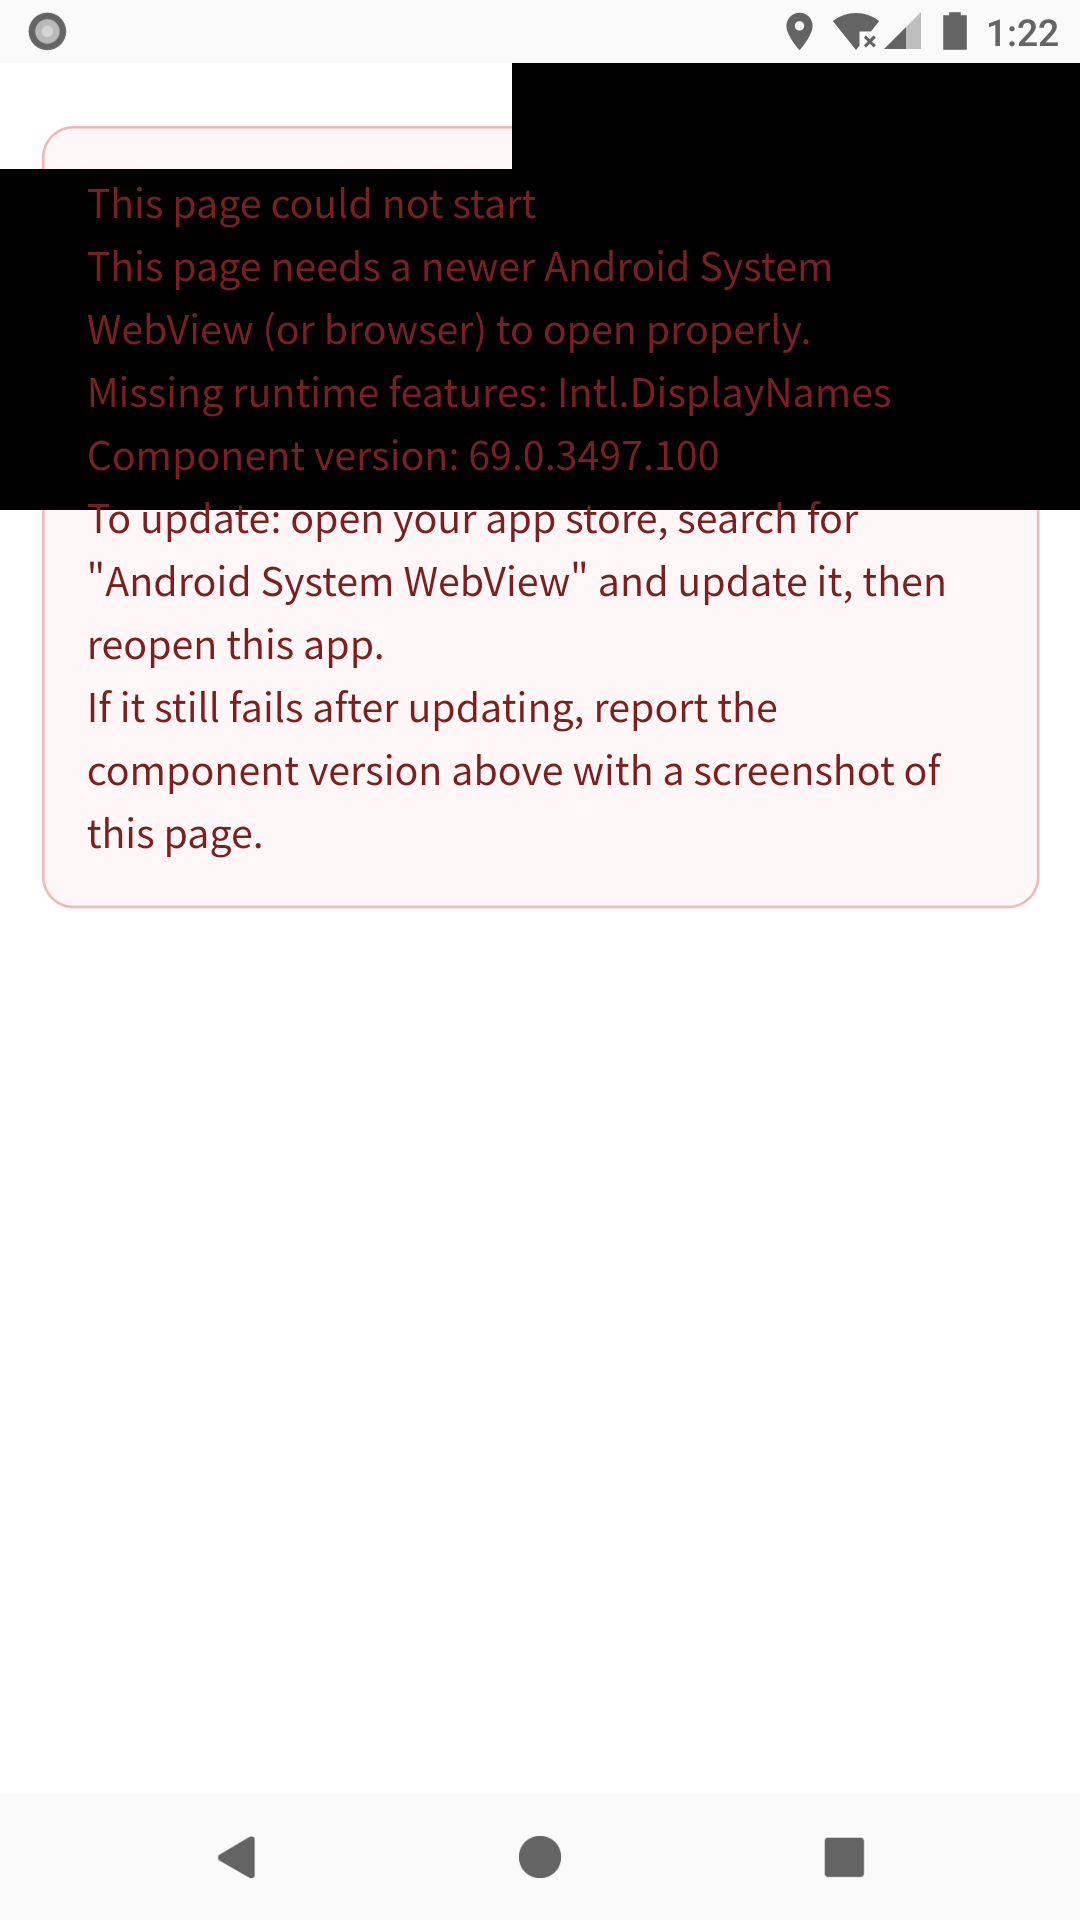 1:22
This page could not start
This page needs a newer Android System
WebView (or browser) to open properly.
Missing runtime features: Intl.DisplayNames
Component version: 69.0.3497.100
To update: open your app store, search for
"Android System WebView" and update it, then
reopen this app.
If it still fails after updating, report the
component version above with a screenshot of
this page.